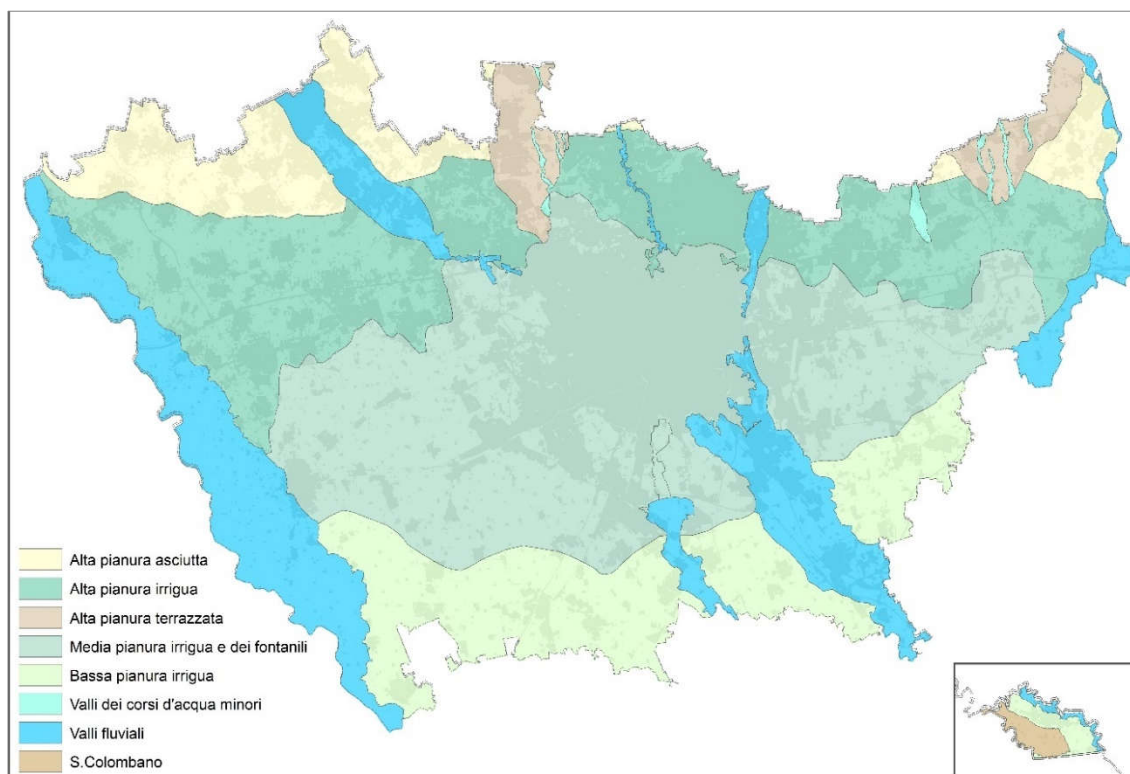 Alta pianura asciutta
Alta pianura irrigua
Alta pianura terrazzata
Media pianura irrigua e dei fontanili
Bassa pianura irrigua
Valli dei corsi d'acqua minori
Valli fluviali
S.Colombano